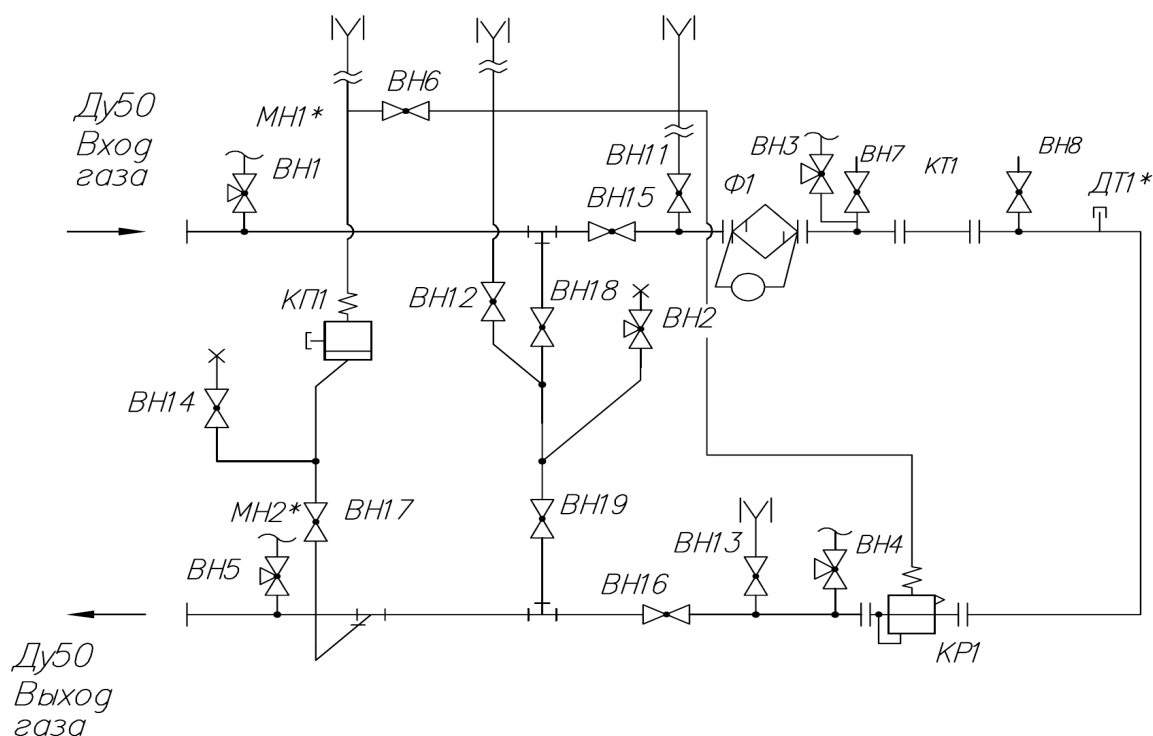 ВН6
Ду50
Вход
газа
МН1*
ВН1
ВН11
ВН15
Ф1
ВН3
ВН7
КТ1
ВН8
ДТ1*
КП1
ВН12
ВН18
ВН2
ВН14
МН2*
ВН17
ВН19
ВН5
ВН13
ВН4
ВН16
КР1
Ду50
Выход
газа